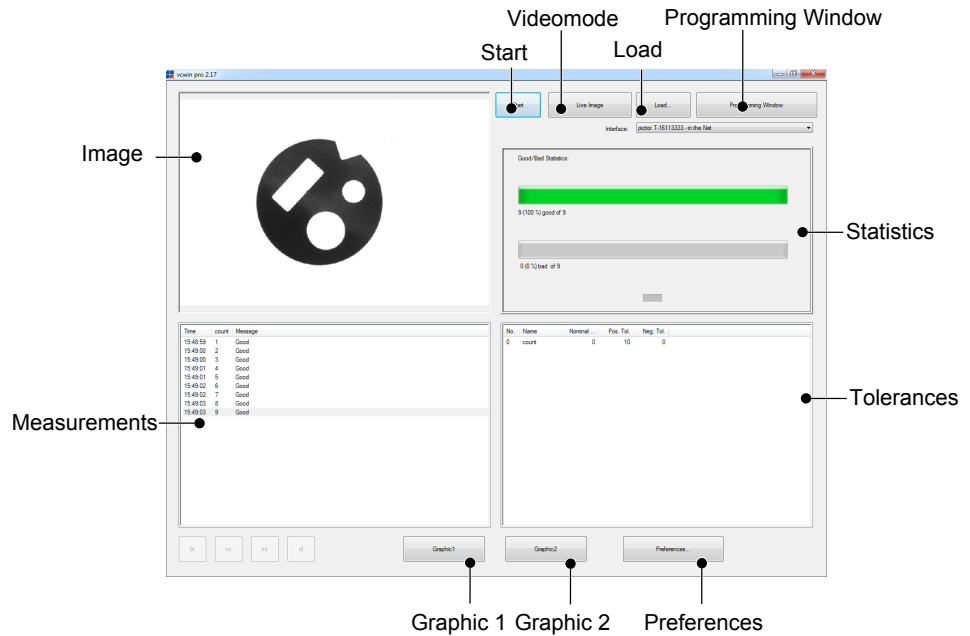 Videomode
Programming Window
Start
Load
vcwin pro 2.17
Start
Live Image
Load...
Programming Window
Interface:
pictor T-16113333 - in the Net
Image
Good/Bad Statistics:
9 (100 %) good of 9
Statistics
0 (0 %) bad of 9
Time count Message
15:48:59 1 Good
15:49:00 2 Good
15:49:00 3 Good
15:49:01 4 Good
15:49:01 5 Good
15:49:02 6 Good
15:49:02 7 Good
15:49:03 8 Good
15:49:03 9 Good
No. Name Nominal ... Pos. Tol. Neg. Tol.
0 count 0 10 0
Tolerances
Measurements
|<
<<
>>
>|
Graphic1
Graphic2
Preferences...
Graphic 1
Graphic 2
Preferences